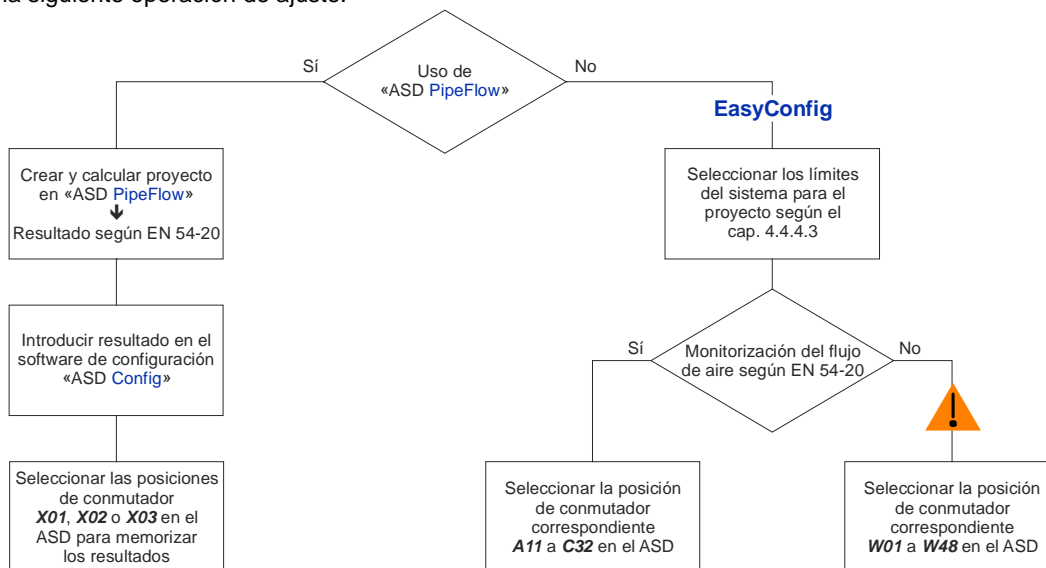 la siguiente operación de ajuste.
Sí
Uso de
«ASD PipeFlow»
No
EasyConfig
Crear y calcular proyecto
en «ASD PipeFlow»
Resultado según EN 54-20
Seleccionar los límites
del sistema para el
proyecto según el
cap. 4.4.4.3
Introducir resultado en el
software de configuración
«ASD Config»
Sí
Monitorización del flujo
de aire según EN 54-20
No
Seleccionar las posiciones
de conmutador
X01, X02 o X03 en el
ASD para memorizar
los resultados
Seleccionar la posición
de conmutador
correspondiente
A11 a C32 en el ASD
Seleccionar la posición
de conmutador
correspondiente
W01 a W48 en el ASD